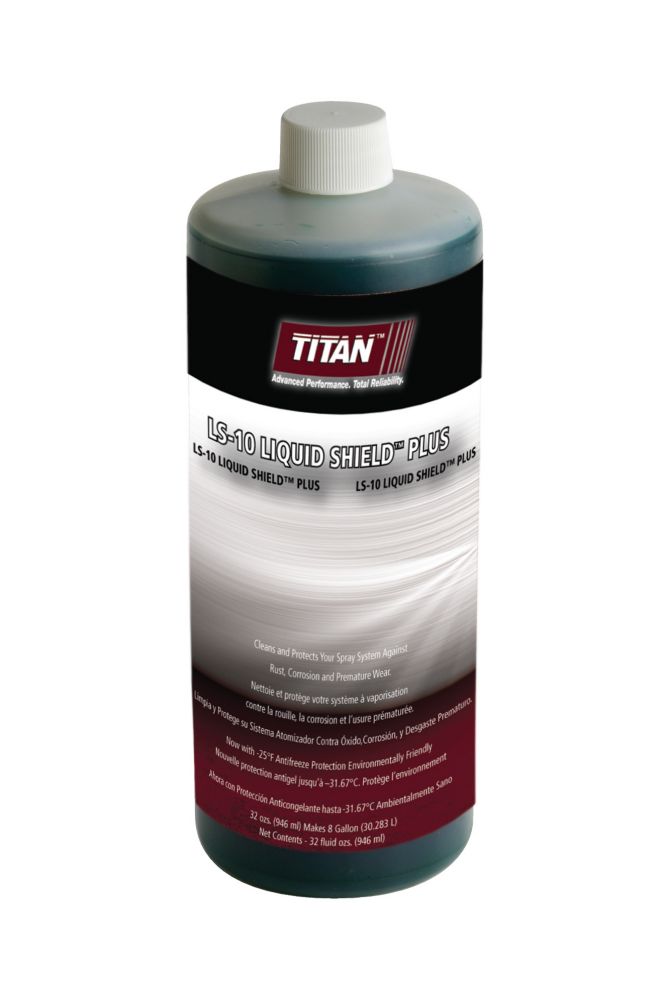 TITAN™
Advanced Performance. Total Reliability.
LS-10 LIQUID SHIELD™ PLUS
LS-10 LIQUID SHIELD™ PLUS
LS-10 LIQUID SHIELD™ PLUS
Cleans and Protects Your Spray System Against
Rust, Corrosion and Premature Wear.
Nettoie et protège votre système à vaporisation
contre la rouille, la corrosion et l'usure prématurée.
Limpia y Protege su Sistema Atomizador Contra Óxido,Corrosión, y Desgaste Prematuro.
Now with -25°F Antifreeze Protection Environmentally Friendly
Nouvelle protection antigel jusqu'à –31.67°C. Protège l'environnement
Ahora con Protección Anticongelante hasta -31.67°C Ambientalmente Sano
32 ozs. (946 ml) Makes 8 Gallon (30.283 L)
Net Contents - 32 fluid ozs. (946 ml)